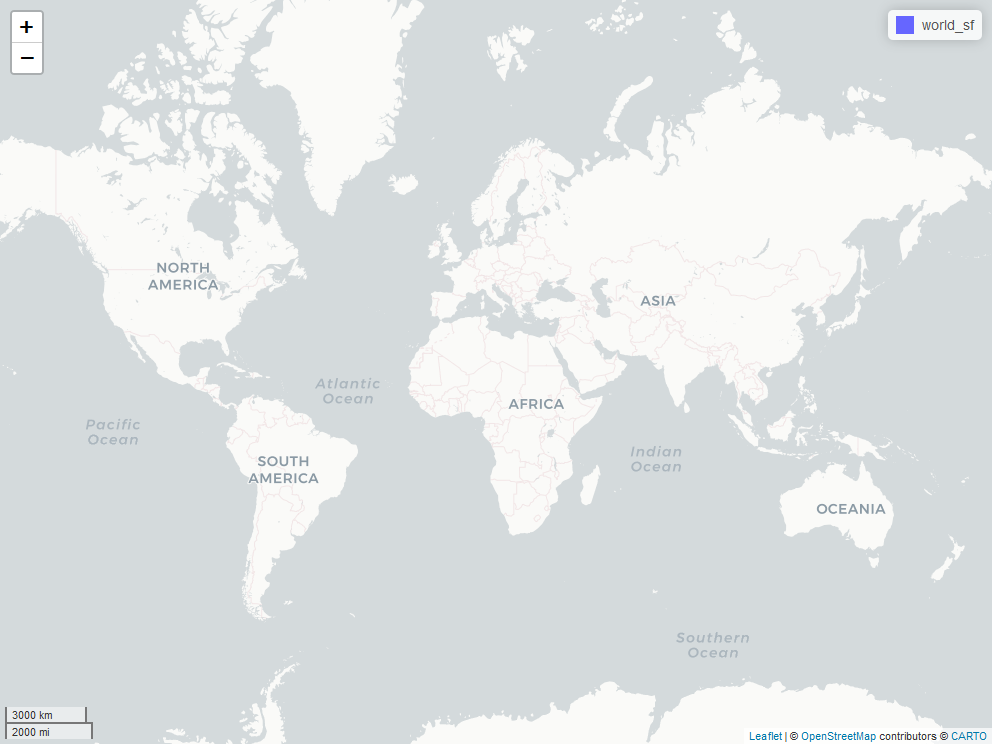 +
−
world_sf
NORTH
AMERICA
ASIA
Atlantic
Ocean
AFRICA
Pacific
Ocean
Indian
Ocean
SOUTH
AMERICA
OCEANIA
Southern
Ocean
3000 km
2000 mi
Leaflet | © OpenStreetMap contributors © CARTO